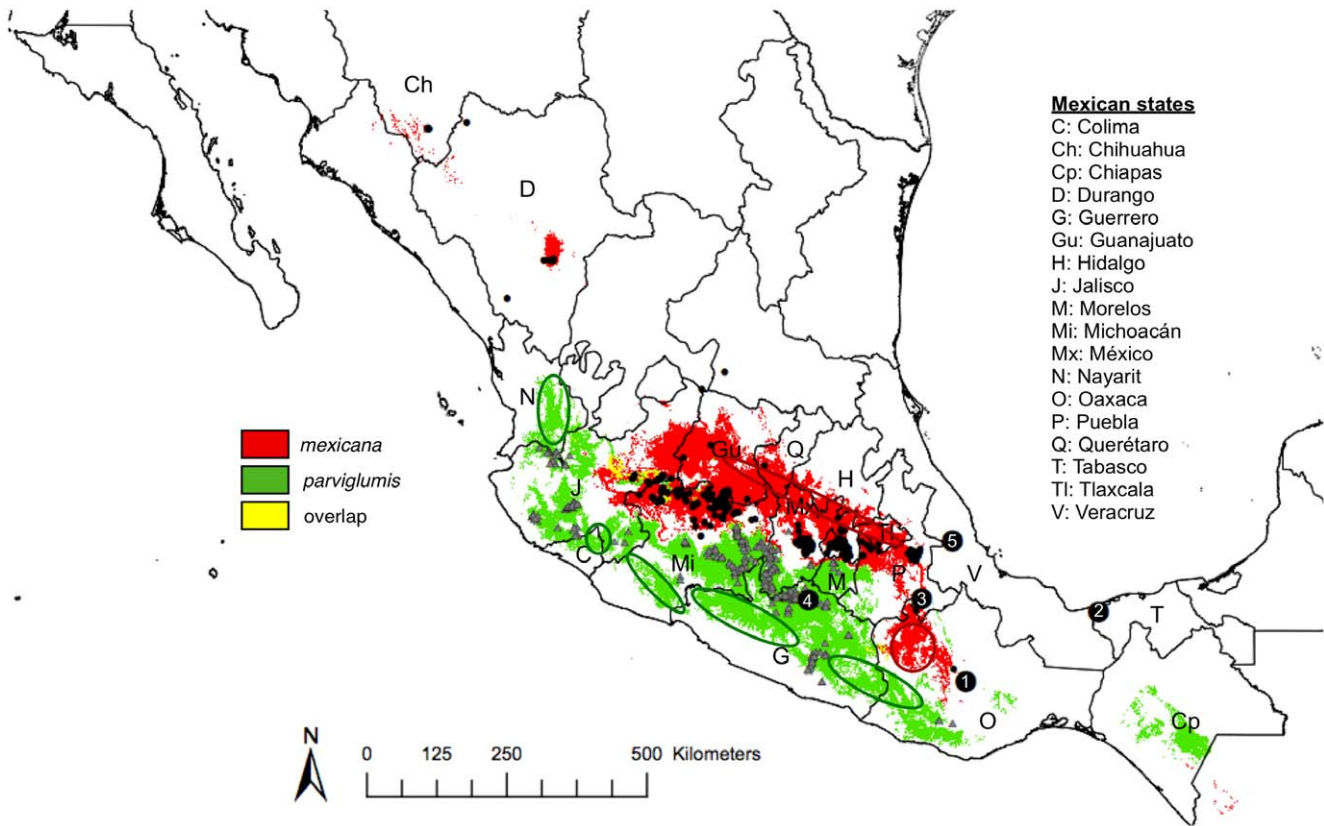 Ch
Mexican states
C: Colima
Ch: Chihuahua
Cp: Chiapas
D: Durango
G: Guerrero
Gu: Guanajuato
H: Hidalgo
J: Jalisco
M: Morelos
Mi: Michoacán
Mx: México
N: Nayarit
O: Oaxaca
P: Puebla
Q: Querétaro
T: Tabasco
Tl: Tlaxcala
V: Veracruz
D
N
mexicana
parviglumis
overlap
Gu
Q
H
J
Mx
Tl
5
C
Mi
M
P
V
4
3
2
T
G
1
O
Cp
N
0 125 250 500 Kilometers